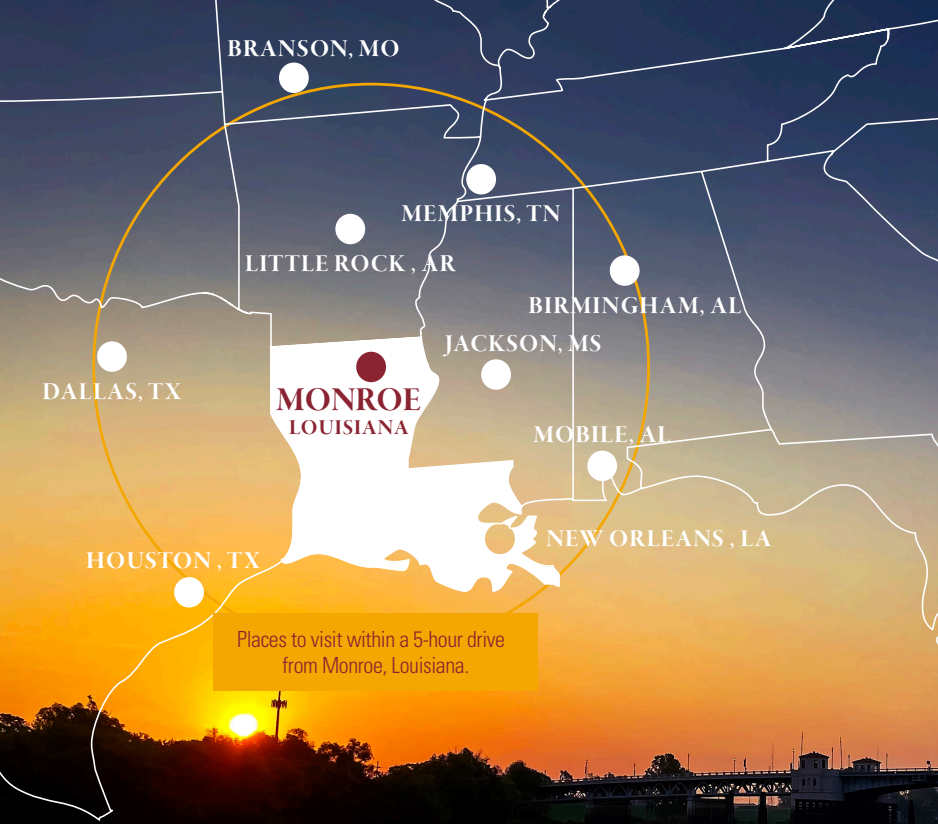 BRANSON, MO
MEMPHIS, TN
LITTLE ROCK , AR
BIRMINGHAM, AL
JACKSON, MS
DALLAS, TX
MONROE
LOUISIANA
MOBILE, AL
NEW ORLEANS , LA
HOUSTON , TX
Places to visit within a 5-hour drive
from Monroe, Louisiana.